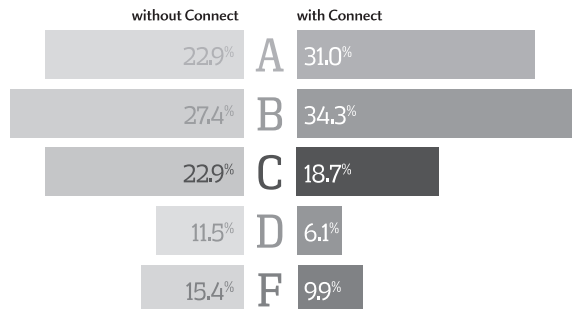 without Connect with Connect
22.9% A 31.0%
27.4% B 34.3%
22.9% C 18.7%
11.5% D 6.1%
15.4% F 9.9%